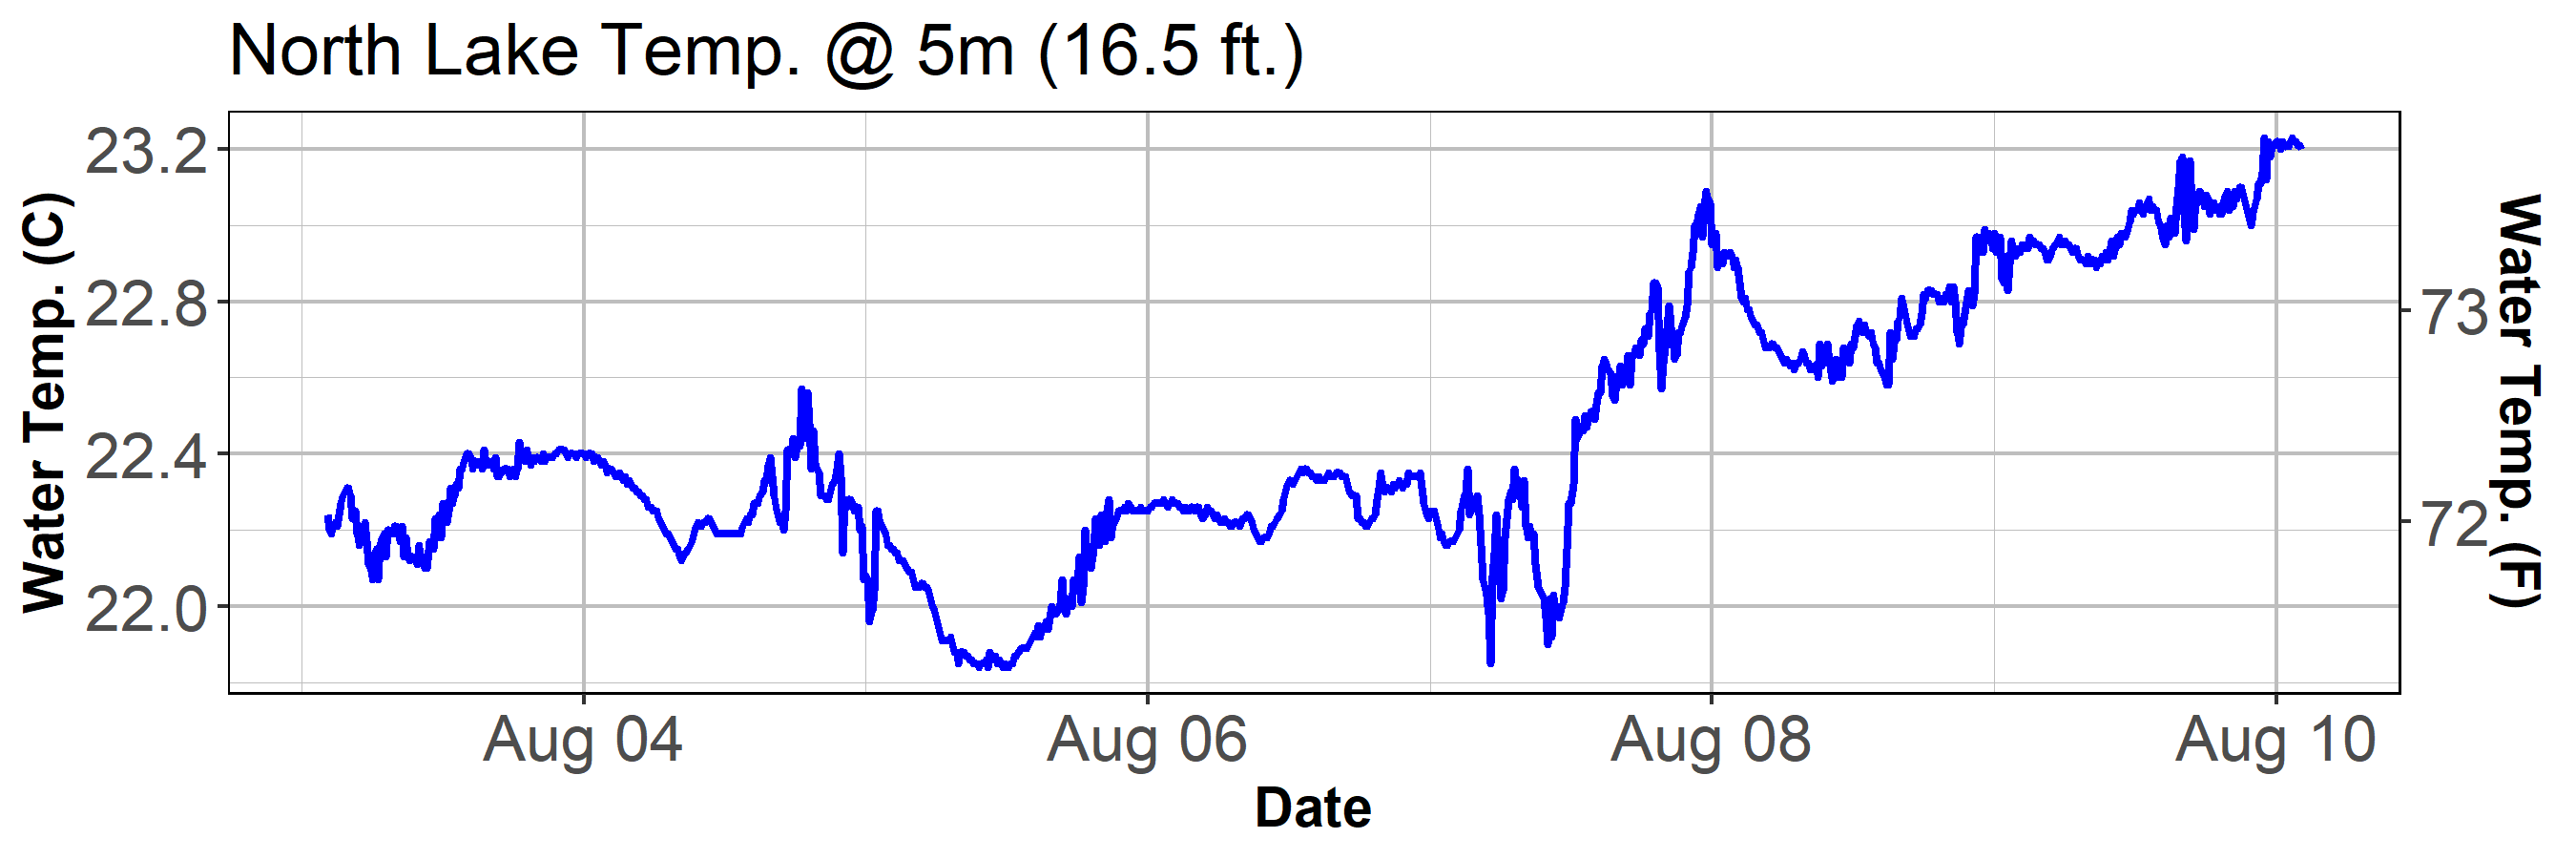 North Lake Temp. @ 5m (16.5 ft.)
Water Temp. (C)
23.2
22.8
22.4
22.0
73
72
Water Temp. (F)
Aug 04 Aug 06 Aug 08 Aug 10
Date